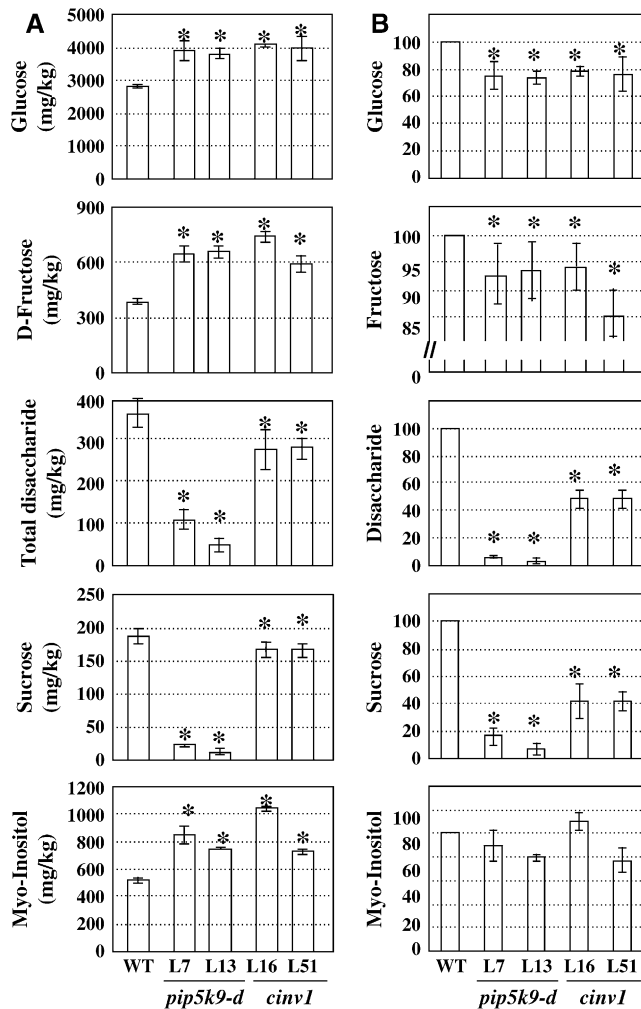 A
Glucose
(mg/kg)
5000
4000
3000
2000
1000
0
* * * *
D-Fructose
(mg/kg)
900
600
300
0
* * * *
Total disaccharide
(mg/kg)
400
300
200
100
0
* * * *
Sucrose
(mg/kg)
250
200
150
100
50
0
* * * *
Myo-Inositol
(mg/kg)
1200
1000
800
600
400
200
0
* * * *
WT L7 L13 L16 L51
pip5k9-d cinv1
B
Glucose
100
80
60
40
20
0
* * * *
Fructose
100
95
90
85
//
0
* * * *
Disaccharide
100
80
60
40
20
0
* * * *
Sucrose
100
80
60
40
20
0
* * * *
Myo-Inositol
100
80
60
40
20
0
WT L7 L13 L16 L51
pip5k9-d cinv1